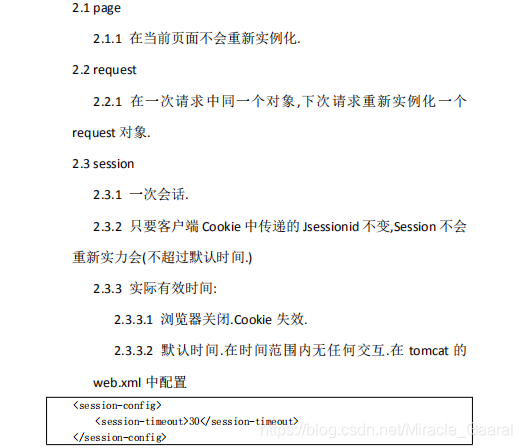 2.1 page
2.1.1 在当前页面不会重新实例化.
2.2 request
2.2.1 在一次请求中同一个对象,下次请求重新实例化一个
request 对象.
2.3 session
2.3.1 一次会话.
2.3.2 只要客户端 Cookie 中传递的 Jsessionid 不变,Session 不会
重新实力会(不超过默认时间.)
2.3.3 实际有效时间:
2.3.3.1 浏览器关闭.Cookie 失效.
2.3.3.2 默认时间.在时间范围内无任何交互.在 tomcat 的
web.xml 中配置
<session-config>
<session-timeout>30</session-timeout>
</session-config>
https://blog.csdn.net/Miracle_Gaaral